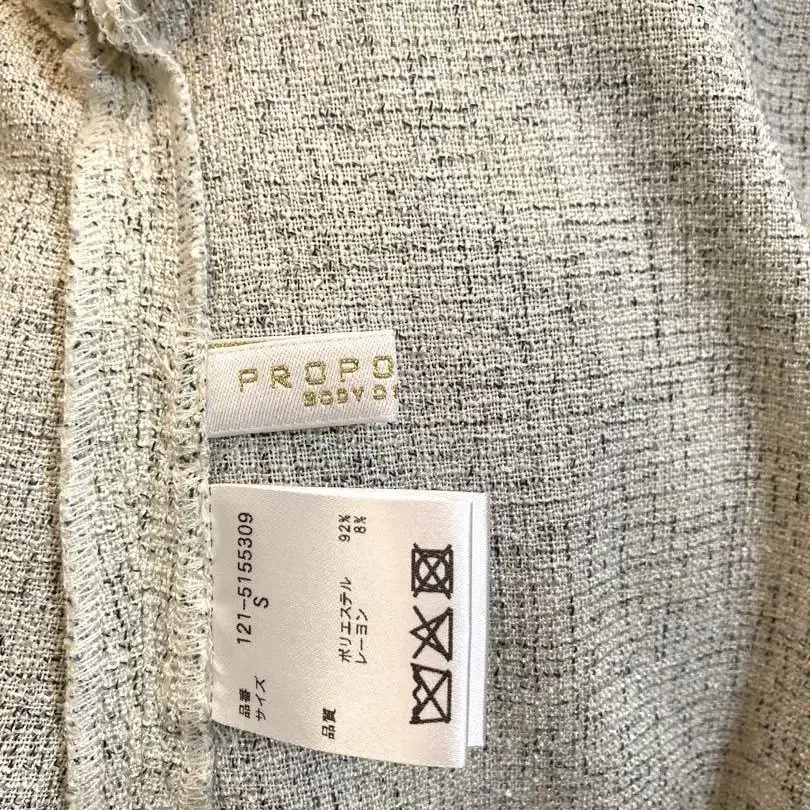 PROPO
BODY D
品番 121-5155309
サイズ S
品質 ポリエステル 92%
レーヨン 8%